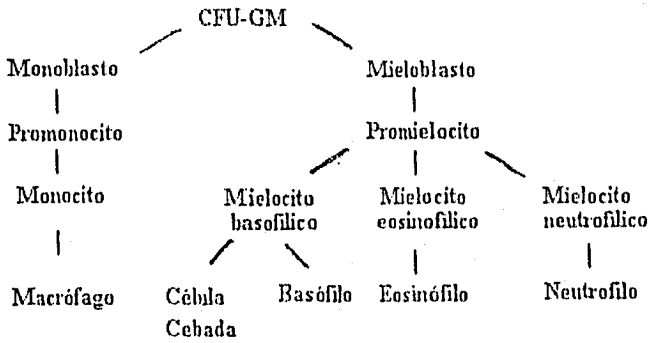 CFU-GM
Monoblasto
Mieloblasto
Promonocito
Promielocito
Monocito
Mielocito
basofílico
Mielocito
eosinofílico
Mielocito
neutrofílico
Macrófago
Célula
Cebada
Basófilo
Eosinófilo
Neutrofilo